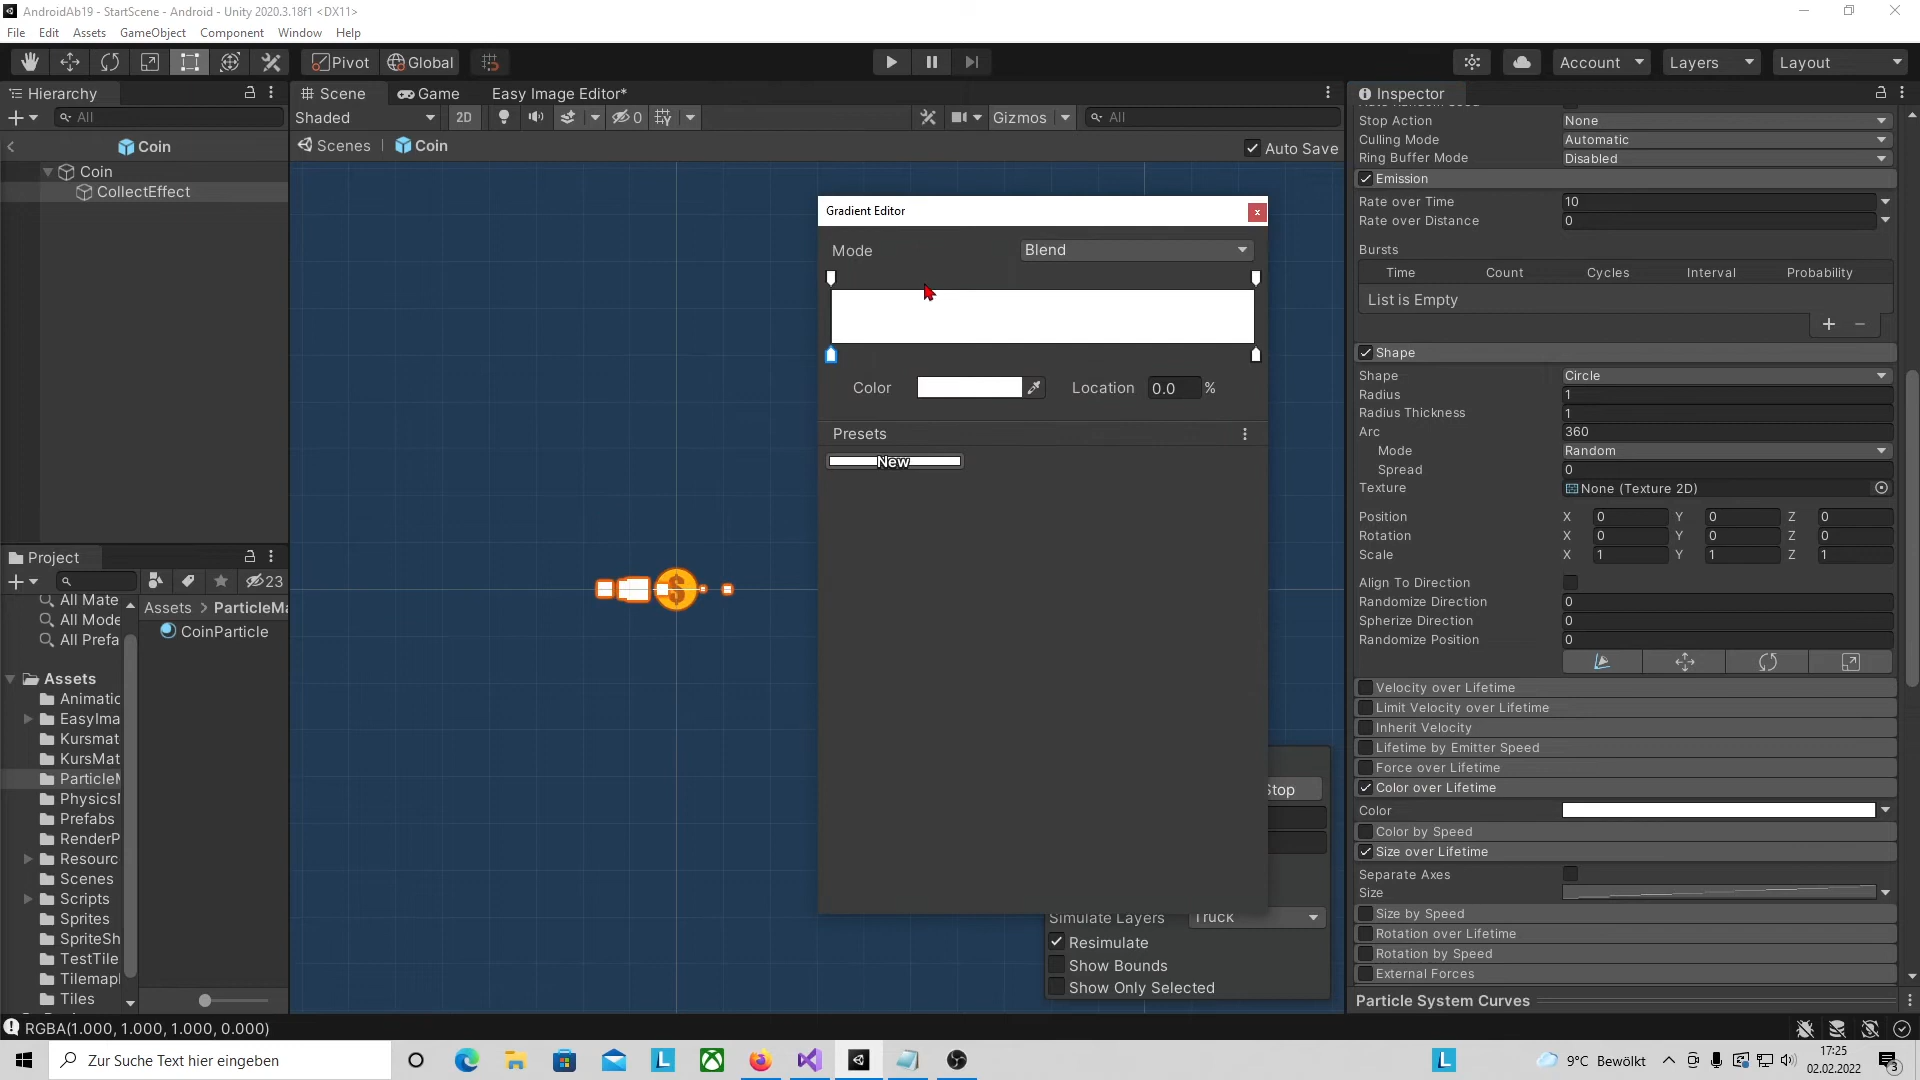 AndroidAb19 - StartScene - Android - Unity 2020.3.18f1 <DX11>
File Edit Assets GameObject Component Window Help
Pivot Global Account Layers Layout
Hierarchy
All
Coin
Coin
CollectEffect
Scene Game Easy Image Editor*
Shaded 2D 0 Gizmos All
Scenes Coin Auto Save
Gradient Editor
x
Mode Blend
Color Location 0.0 %
Presets
New
Stop
Simulate Layers Truck
Resimulate
Show Bounds
Show Only Selected
Project
23
All Mate
All Mode
All Prefa
Assets
Animatic
EasyIma
Kursmat
KursMat
ParticleM
PhysicsM
Prefabs
RenderP
Resourc
Scenes
Scripts
Sprites
SpriteSh
TestTile
Tilemap
Tiles
Assets > ParticleMa
CoinParticle
Inspector
Stop Action None
Culling Mode Automatic
Ring Buffer Mode Disabled
Emission
Rate over Time 10
Rate over Distance 0
Bursts
Time Count Cycles Interval Probability
List is Empty
Shape
Shape Circle
Radius 1
Radius Thickness 1
Arc 360
Mode Random
Spread 0
Texture None (Texture 2D)
Position X 0 Y 0 Z 0
Rotation X 0 Y 0 Z 0
Scale X 1 Y 1 Z 1
Align To Direction
Randomize Direction 0
Spherize Direction 0
Randomize Position 0
Velocity over Lifetime
Limit Velocity over Lifetime
Inherit Velocity
Lifetime by Emitter Speed
Force over Lifetime
Color over Lifetime
Color
Color by Speed
Size over Lifetime
Separate Axes
Size
Size by Speed
Rotation over Lifetime
Rotation by Speed
External Forces
Particle System Curves
RGBA(1.000, 1.000, 1.000, 0.000)
Zur Suche Text hier eingeben
9°C Bewölkt
17:25
02.02.2022
3